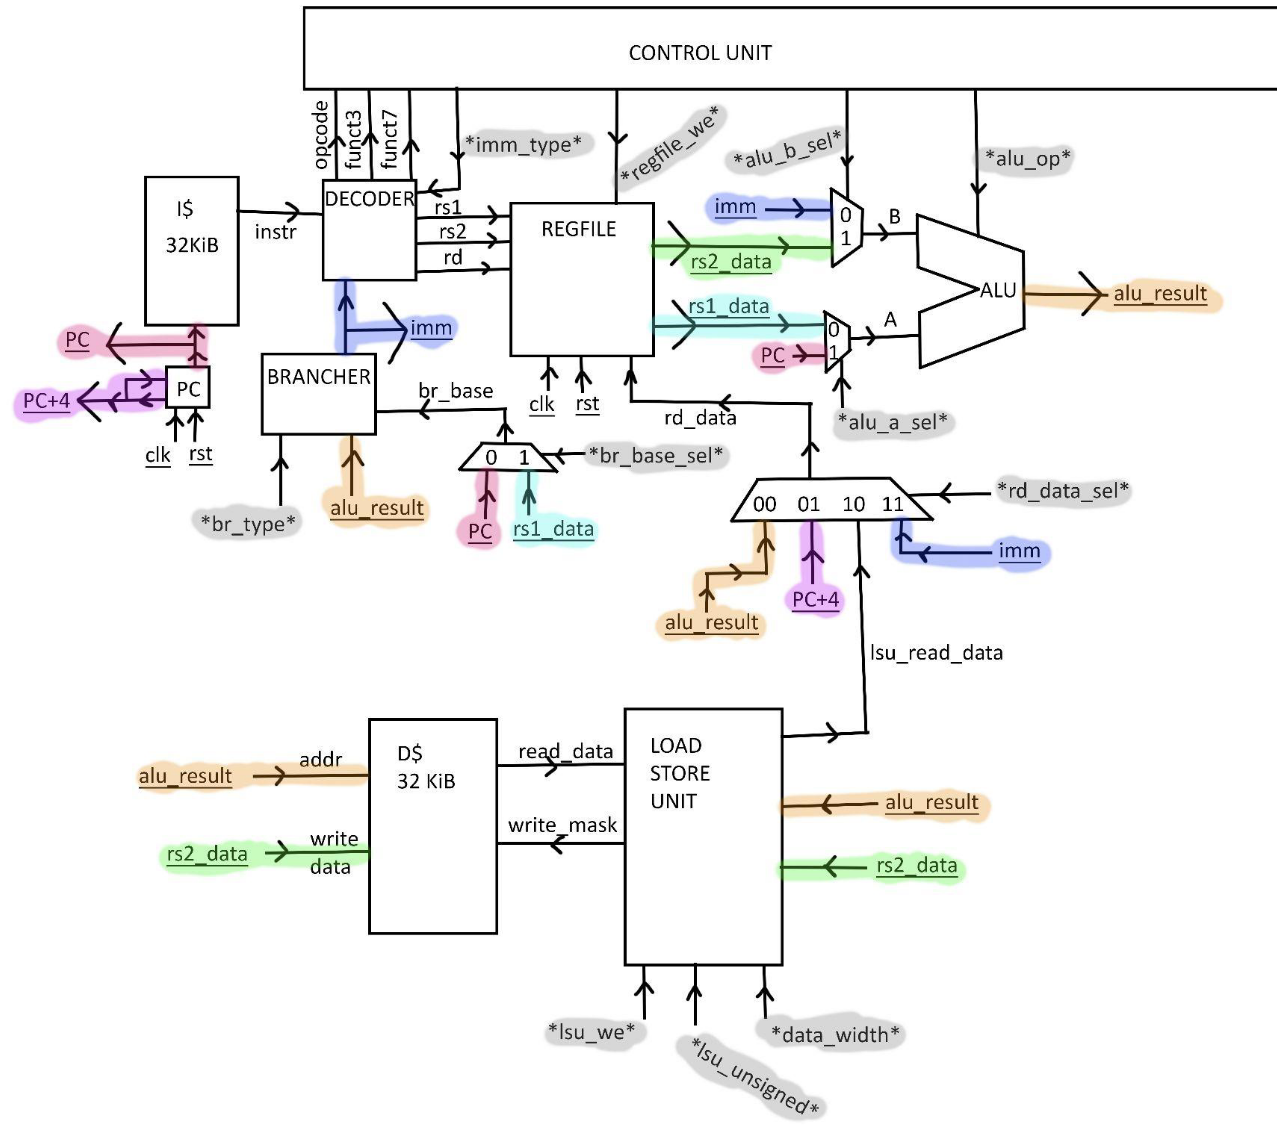 CONTROL UNIT
opcode
funct3
funct7
*imm_type*
*regfile_we*
*alu_b_sel*
*alu_op*
I$
32KiB
instr
DECODER
rs1
rs2
rd
REGFILE
imm
0
1
B
rs2_data
ALU
alu_result
rs1_data
0
1
A
PC
PC
imm
PC+4
PC
BRANCHER
br_base
clk
rst
rd_data
*alu_a_sel*
clk
rst
0 1
*br_base_sel*
*br_type*
alu_result
PC
rs1_data
00 01 10 11
*rd_data_sel*
imm
PC+4
alu_result
lsu_read_data
D$
32 KiB
read_data
LOAD
STORE
UNIT
alu_result
addr
write_mask
alu_result
rs2_data
write
data
rs2_data
*lsu_we*
*lsu_unsigned*
*data_width*